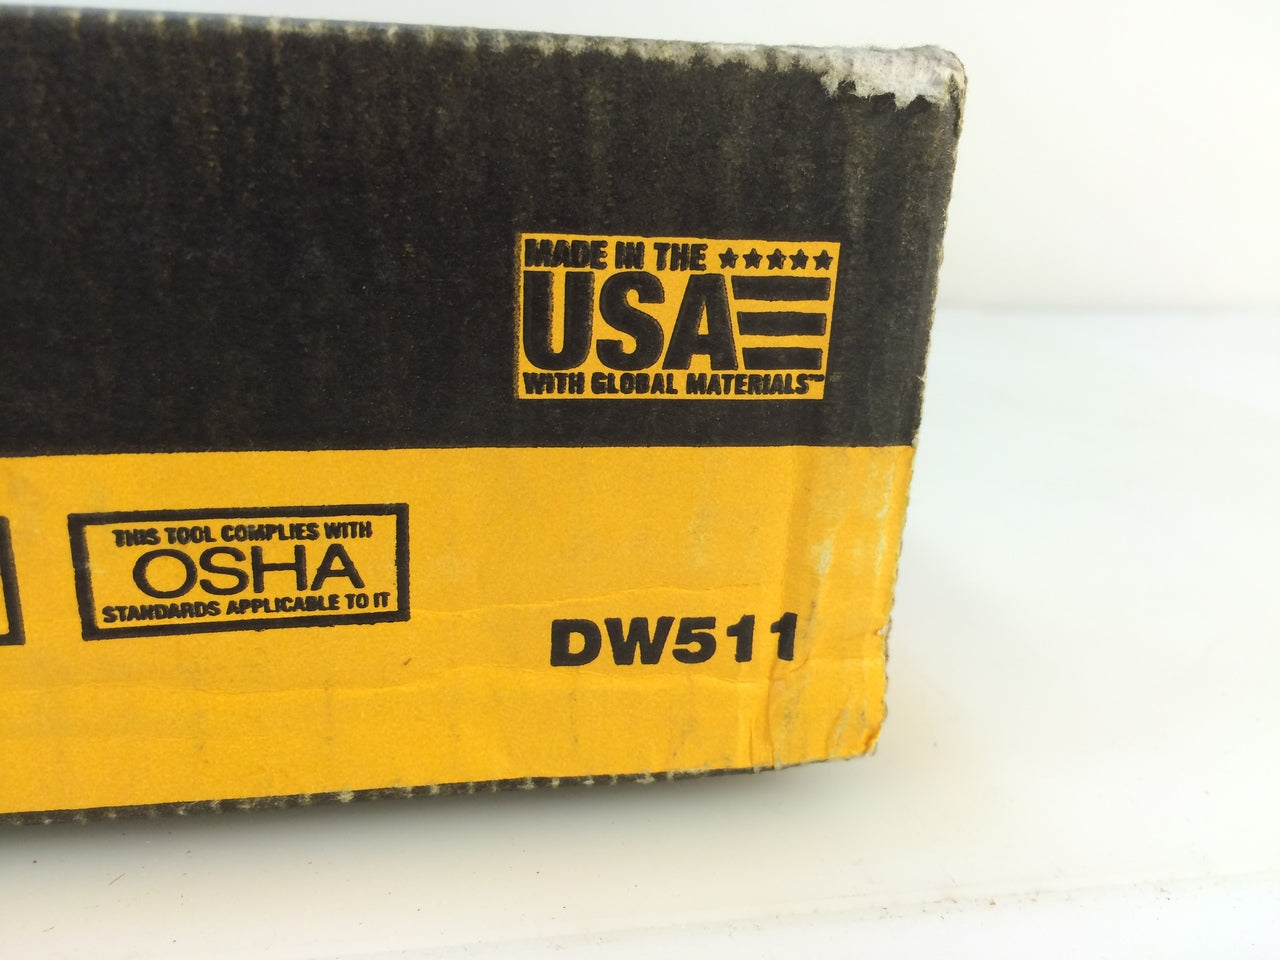 MADE IN THE
USA
WITH GLOBAL MATERIALS™
THIS TOOL COMPLIES WITH
OSHA
STANDARDS APPLICABLE TO IT
DW511